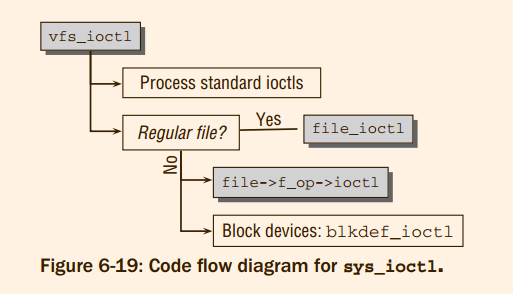 vfs_ioctl
Process standard ioctls
Regular file?
Yes
file_ioctl
No
file->f_op->ioctl
Block devices: blkdef_ioctl
Figure 6-19: Code flow diagram for sys_ioctl.